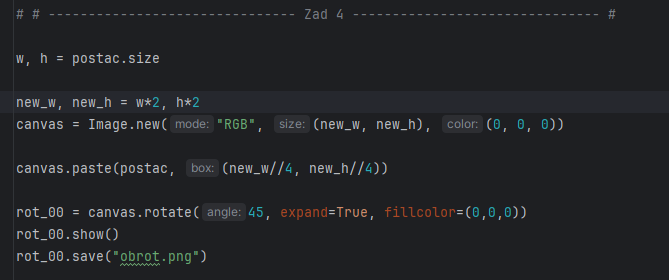 # # ------------------------------ Zad 4 ------------------------------- #
w, h = postac.size
new_w, new_h = w*2, h*2
canvas = Image.new(mode: "RGB", size: (new_w, new_h), color: (0, 0, 0))
canvas.paste(postac, box: (new_w//4, new_h//4))
rot_00 = canvas.rotate(angle: 45, expand=True, fillcolor=(0,0,0))
rot_00.show()
rot_00.save("obrot.png")